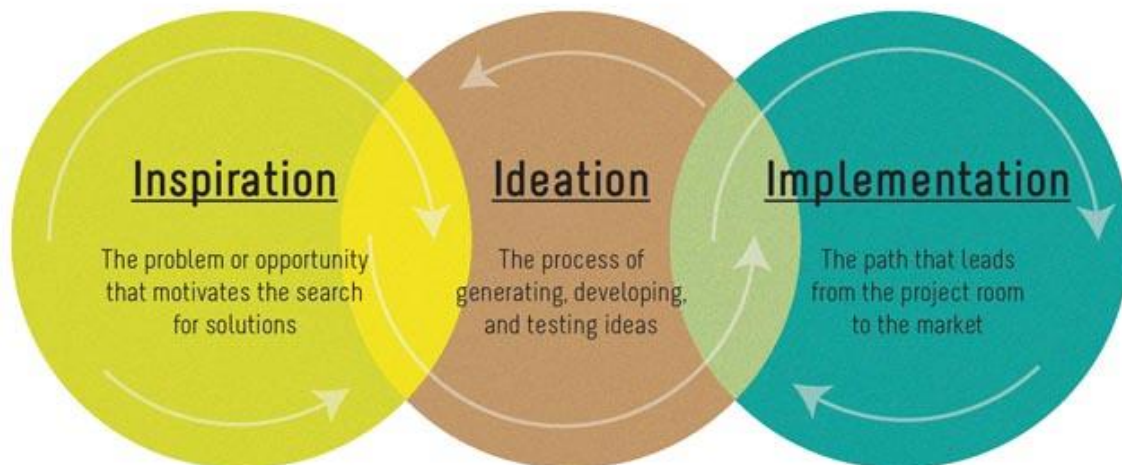 Inspiration
The problem or opportunity
that motivates the search
for solutions
Ideation
The process of
generating, developing,
and testing ideas
Implementation
The path that leads
from the project room
to the market